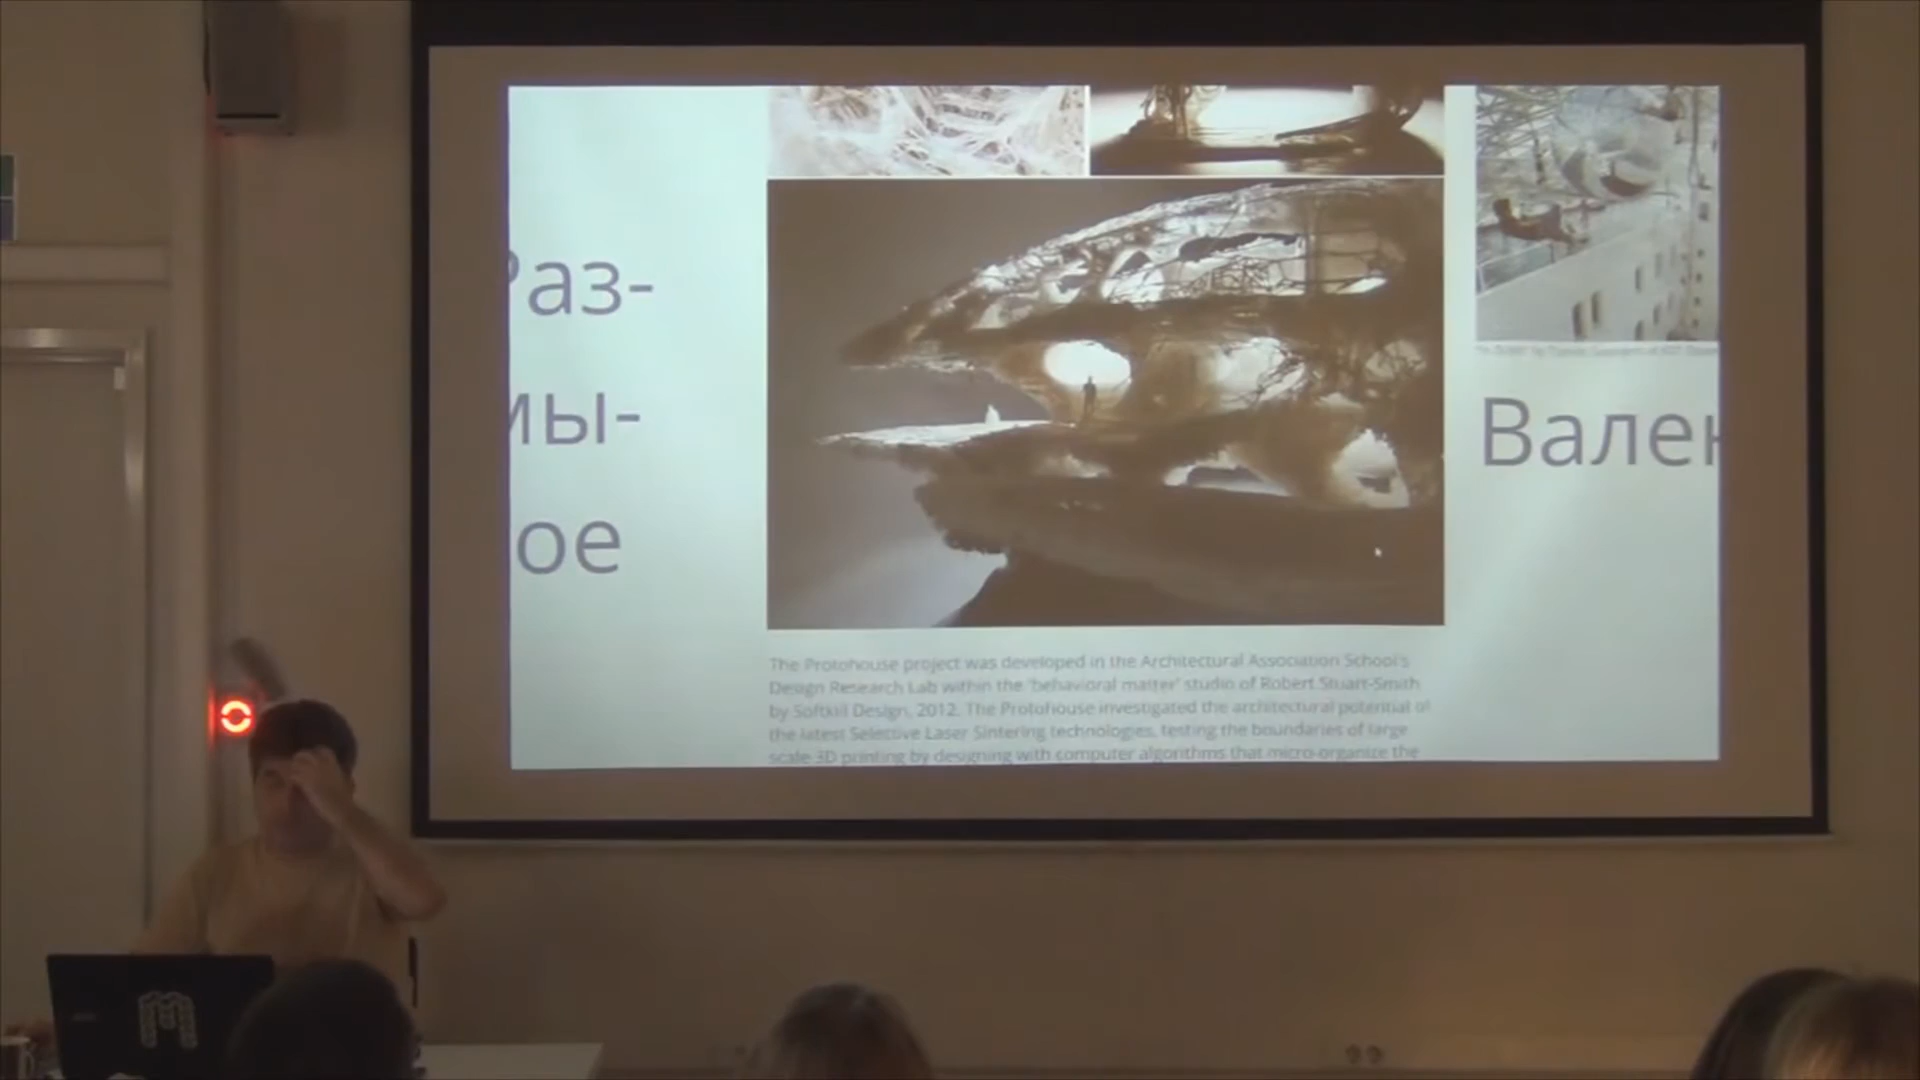 Раз-
мы-
ое
Вален
The Protohouse project was developed in the Architectural Association School's
Design Research Lab within the 'behavioral matter' studio of Robert Stuart-Smith
by Softkill Design, 2012. The Protohouse investigated the architectural potential of
the latest Selective Laser Sintering technologies, testing the boundaries of large
scale 3D printing by designing with computer algorithms that micro-organize the